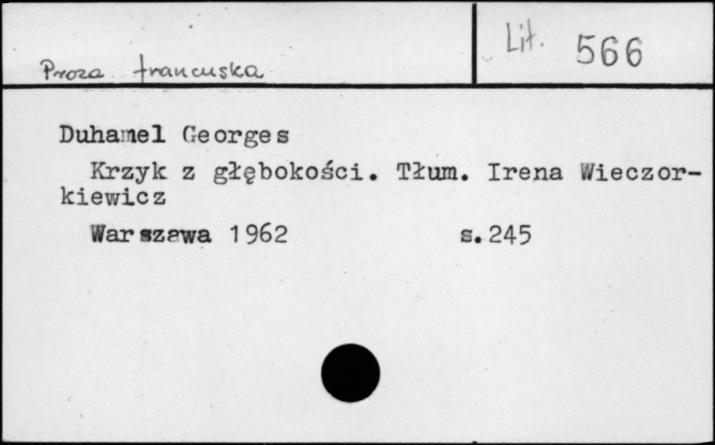 Proza francuska
Lit. 566
Duhamel Georges
Krzyk z głębokości. Tłum. Irena Wieczor-
kiewicz
Warszawa 1962 s.245